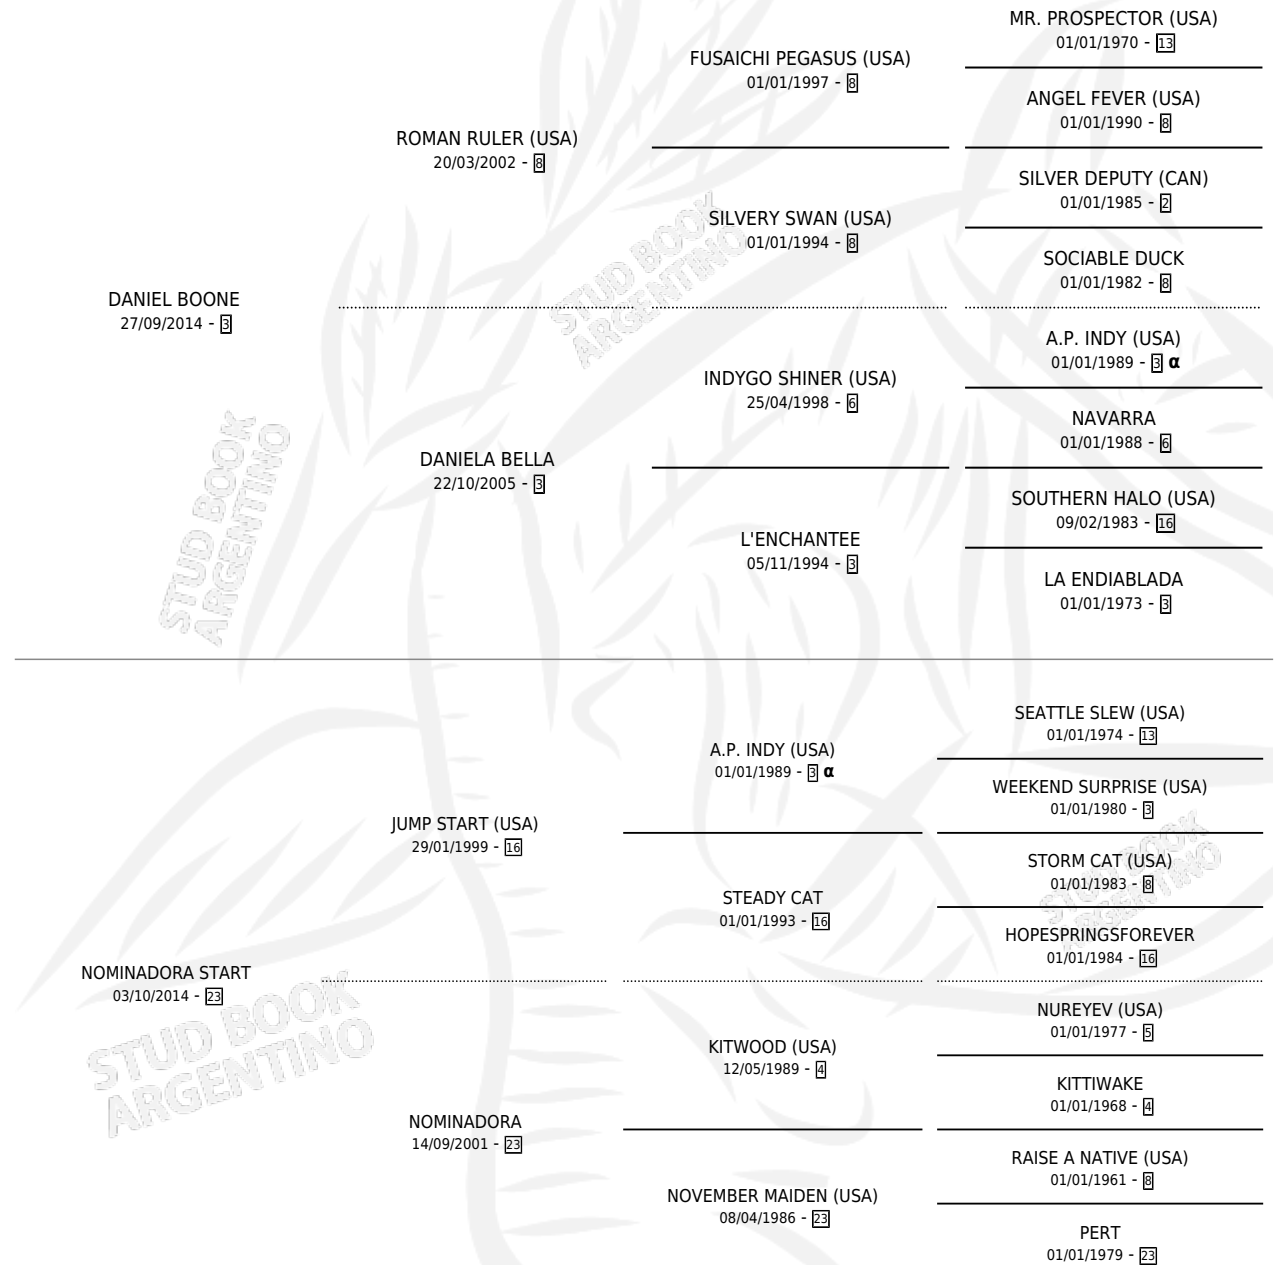 MR. PROSPECTOR (USA)
01/01/1970 - 13
FUSAICHI PEGASUS (USA)
01/01/1997 - 8
ANGEL FEVER (USA)
01/01/1990 - 8
ROMAN RULER (USA)
20/03/2002 - 8
SILVER DEPUTY (CAN)
01/01/1985 - 2
SILVERY SWAN (USA)
01/01/1994 - 8
SOCIABLE DUCK
01/01/1982 - 8
DANIEL BOONE
27/09/2014 - 3
A.P. INDY (USA)
01/01/1989 - 3 α
INDYGO SHINER (USA)
25/04/1998 - 6
NAVARRA
01/01/1988 - 6
DANIELA BELLA
22/10/2005 - 3
SOUTHERN HALO (USA)
09/02/1983 - 16
L'ENCHANTEE
05/11/1994 - 3
LA ENDIABLADA
01/01/1973 - 3
SEATTLE SLEW (USA)
01/01/1974 - 13
A.P. INDY (USA)
01/01/1989 - 3 α
WEEKEND SURPRISE (USA)
01/01/1980 - 3
JUMP START (USA)
29/01/1999 - 16
STORM CAT (USA)
01/01/1983 - 8
STEADY CAT
01/01/1993 - 16
HOPESPRINGSFOREVER
01/01/1984 - 16
NOMINADORA START
03/10/2014 - 23
NUREYEV (USA)
01/01/1977 - 5
KITWOOD (USA)
12/05/1989 - 4
KITTIWAKE
01/01/1968 - 4
NOMINADORA
14/09/2001 - 23
RAISE A NATIVE (USA)
01/01/1961 - 8
NOVEMBER MAIDEN (USA)
08/04/1986 - 23
PERT
01/01/1979 - 23
STUD BOOK
ARGENTINO
STUD BOOK
ARGENTINO
STUD BOOK
ARGENTINO
STUD BOOK
ARGENTINO